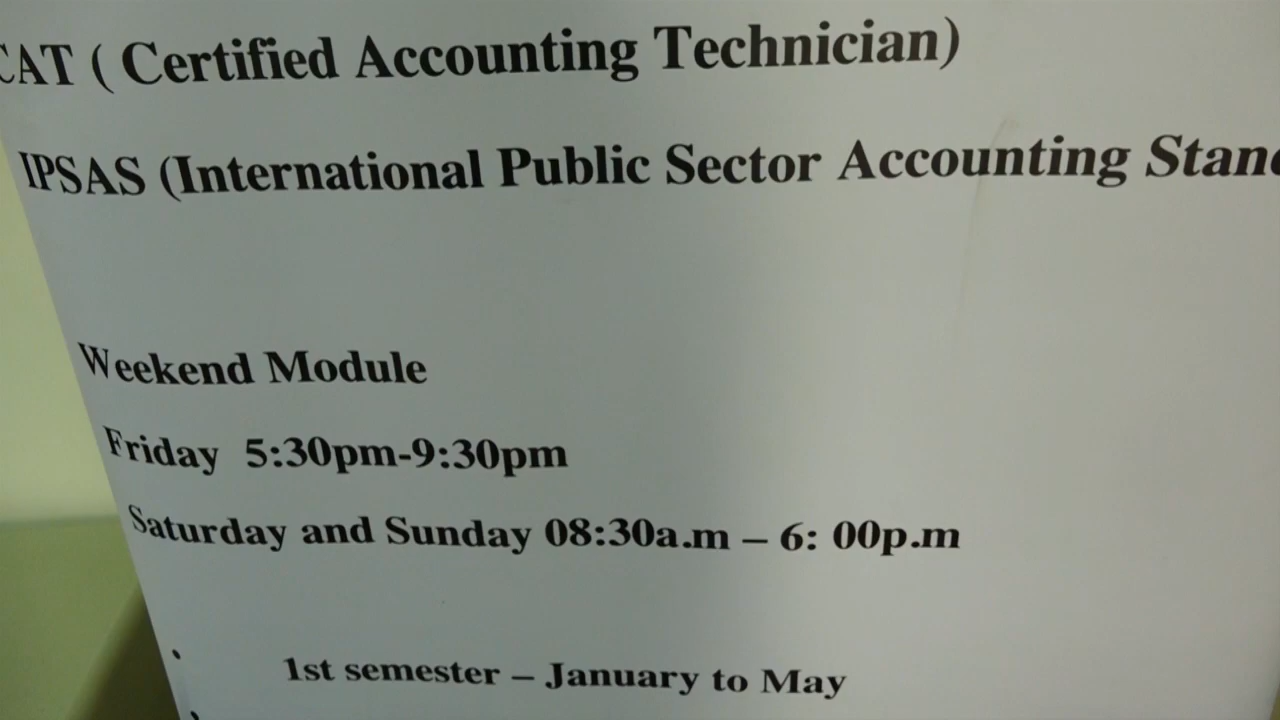 CAT ( Certified Accounting Technician)
IPSAS (International Public Sector Accounting
Weekend Module
Friday 5:30pm-9:30pm
Saturday and Sunday 08:30a.m – 6: 00p.m
1st semester – January to May